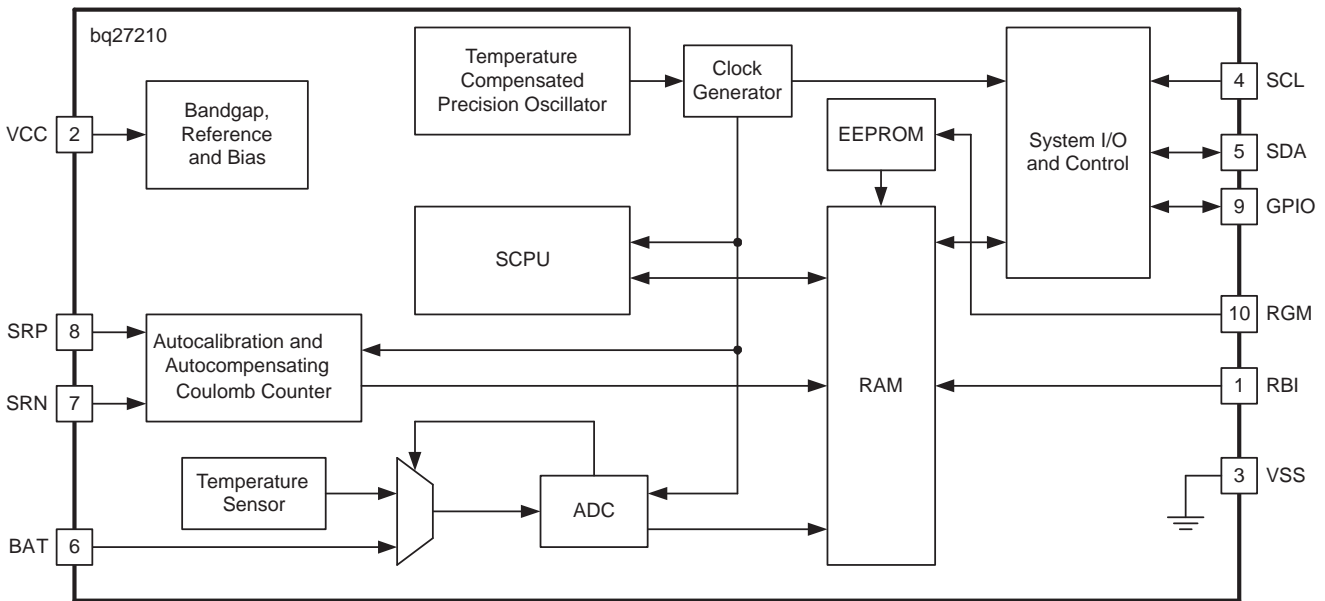 bq27210
Temperature
Compensated
Precision Oscillator
Clock
Generator
Bandgap,
Reference
and Bias
VCC 2
EEPROM
System I/O
and Control
4 SCL
5 SDA
9 GPIO
SCPU
SRP 8
SRN 7
Autocalibration and
Autocompensating
Coulomb Counter
RAM
10 RGM
1 RBI
Temperature
Sensor
ADC
3 VSS
BAT 6